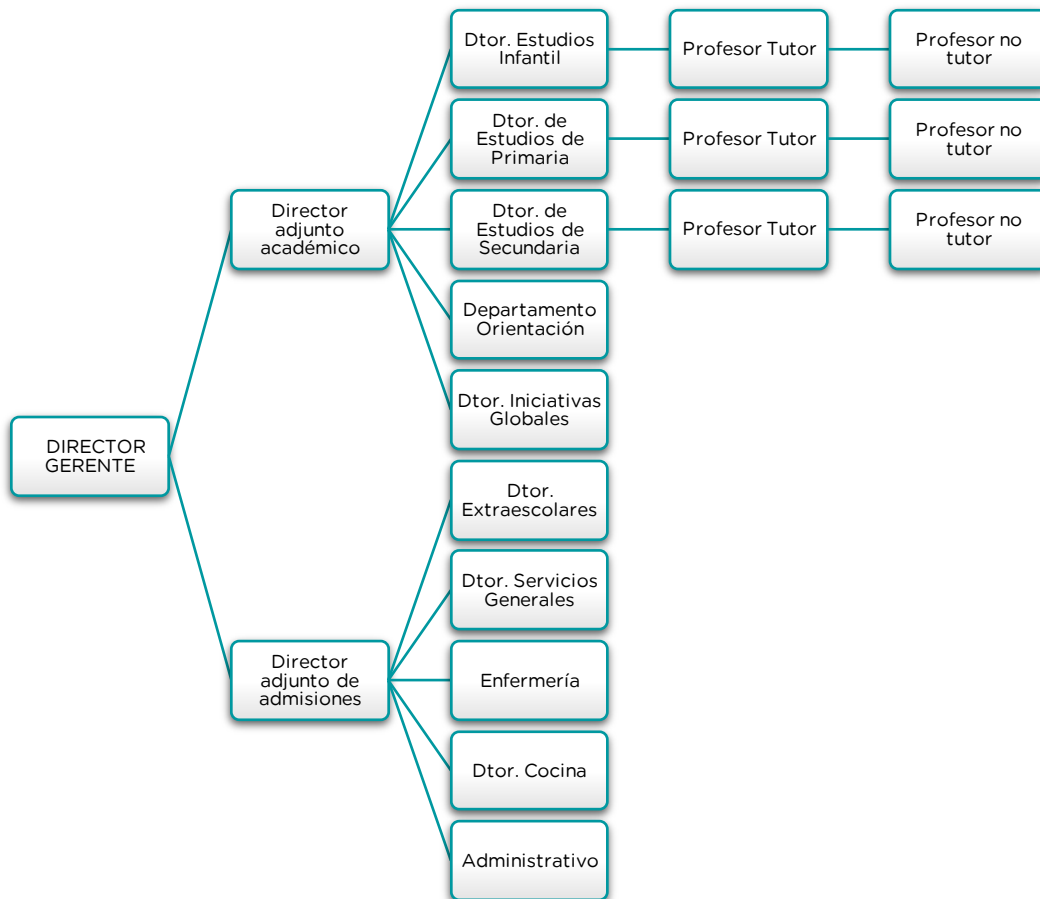 Dtor. Estudios
Infantil
Profesor Tutor
Profesor no
tutor
Dtor. de
Estudios de
Primaria
Profesor Tutor
Profesor no
tutor
Director
adjunto
académico
Dtor. de
Estudios de
Secundaria
Profesor Tutor
Profesor no
tutor
Departamento
Orientación
Dtor. Iniciativas
Globales
DIRECTOR
GERENTE
Dtor.
Extraescolares
Dtor. Servicios
Generales
Director
adjunto de
admisiones
Enfermería
Dtor. Cocina
Administrativo